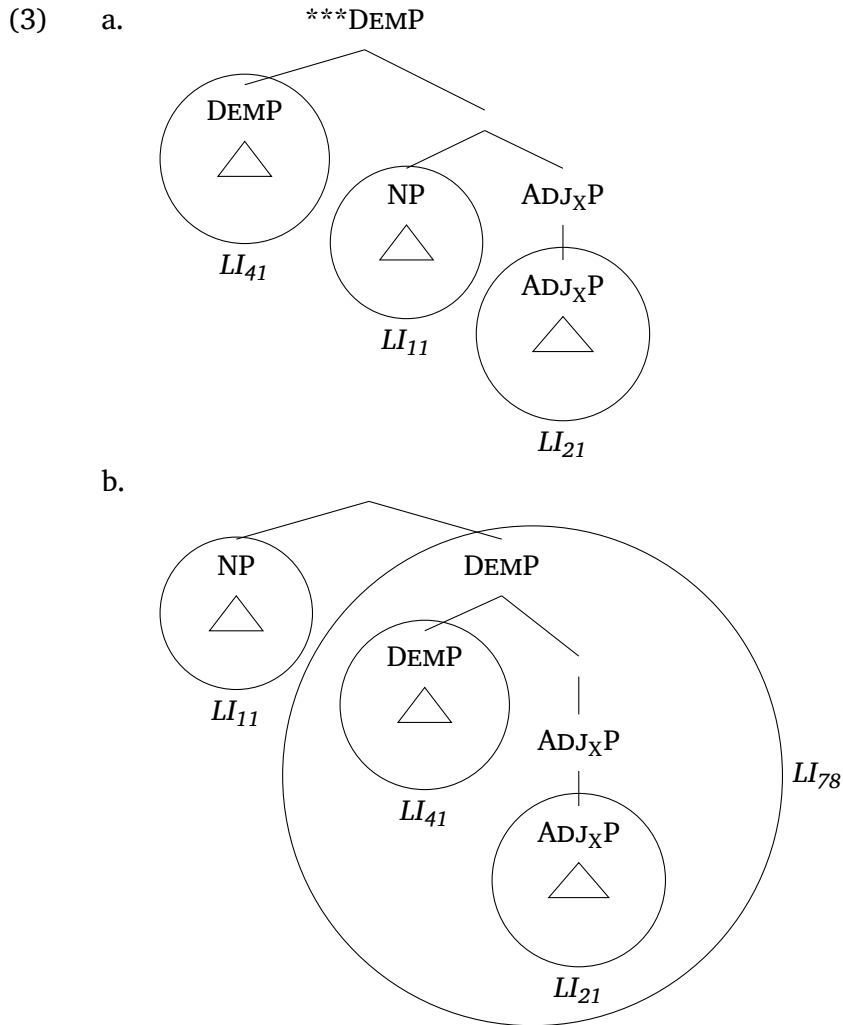 (3) a. ***DEMP
DEMP
NP ADJXP
LI41
ADJXP
LI11
LI21
b.
NP DEMP
DEMP
LI11
ADJXP
LI78
LI41
ADJXP
LI21